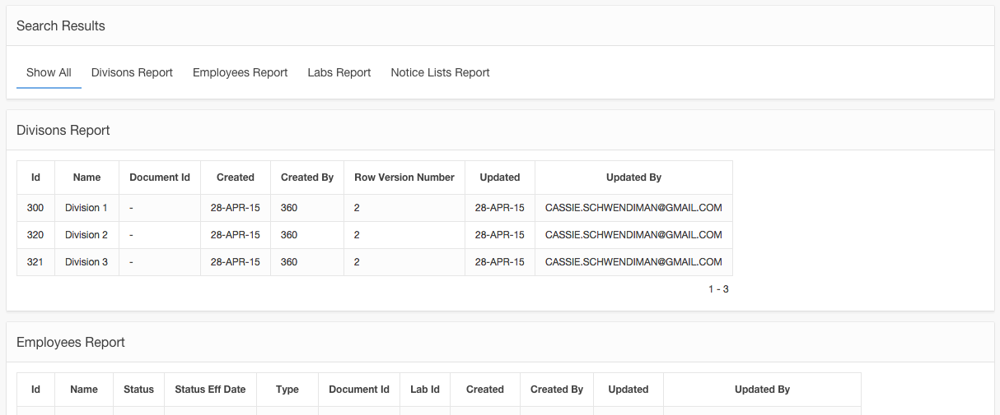 Search Results
Show All Divisons Report Employees Report Labs Report Notice Lists Report
Divisons Report
Id Name Document Id Created Created By Row Version Number Updated Updated By
300 Division 1 - 28-APR-15 360 2 28-APR-15 CASSIE.SCHWENDIMAN@GMAIL.COM
320 Division 2 - 28-APR-15 360 2 28-APR-15 CASSIE.SCHWENDIMAN@GMAIL.COM
321 Division 3 - 28-APR-15 360 2 28-APR-15 CASSIE.SCHWENDIMAN@GMAIL.COM
1 - 3
Employees Report
Id Name Status Status Eff Date Type Document Id Lab Id Created Created By Updated Updated By